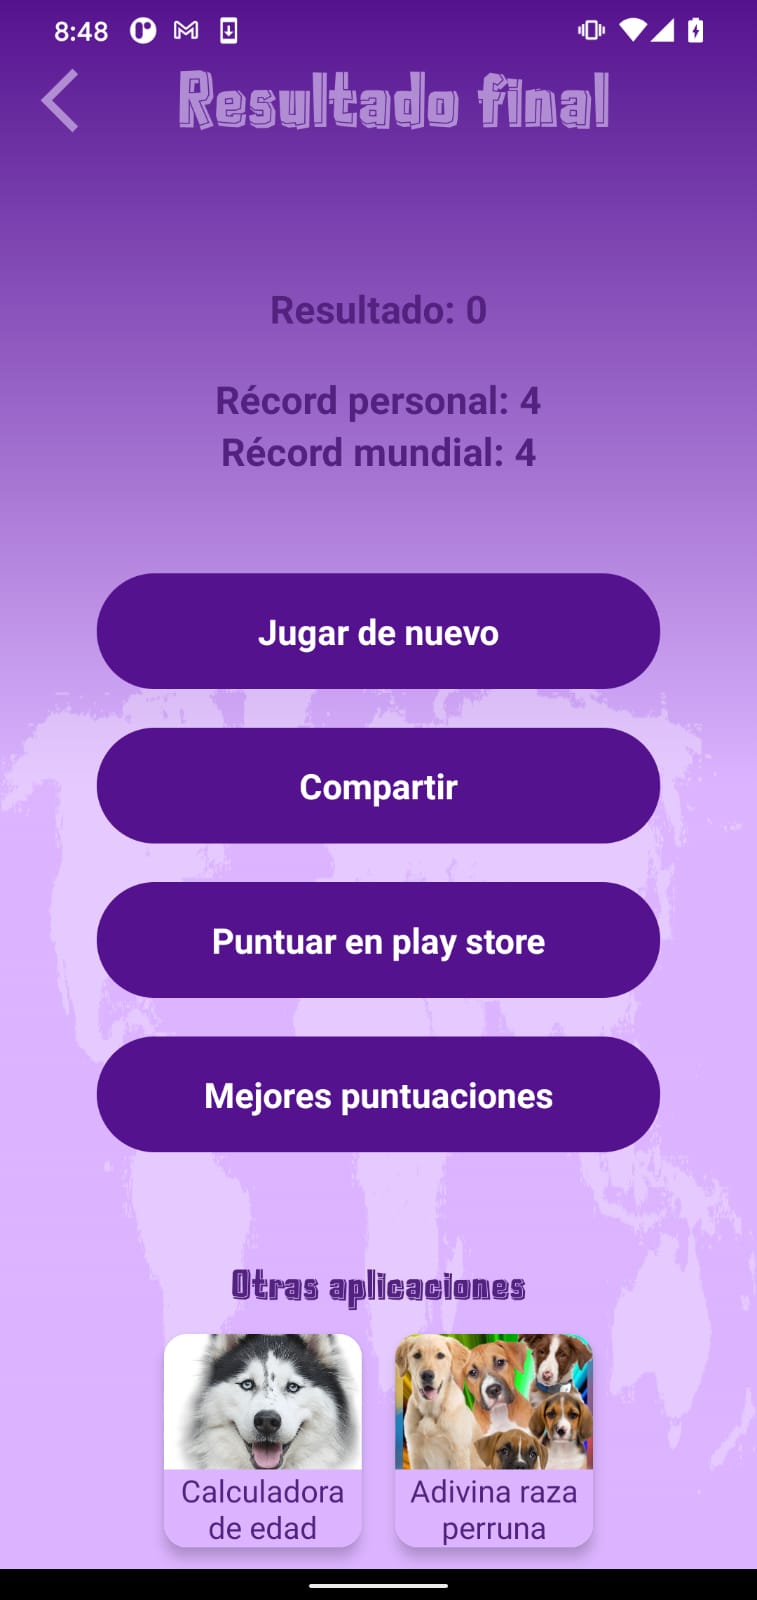 8:48
Resultado final
Resultado: 0
Récord personal: 4
Récord mundial: 4
Jugar de nuevo
Compartir
Puntuar en play store
Mejores puntuaciones
Otras aplicaciones
Calculadora
de edad
Adivina raza
perruna